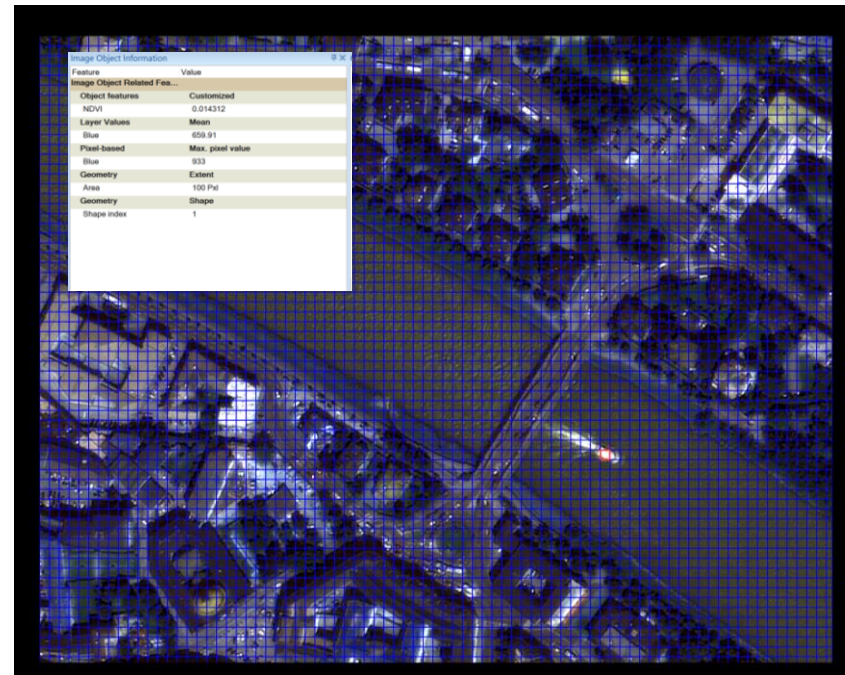 Image Object Information
Feature Value
Image Object Related Fea...
Object features Customized
NDVI 0.014312
Layer Values Mean
Blue 659.91
Pixel-based Max. pixel value
Blue 933
Geometry Extent
Area 100 Pxl
Geometry Shape
Shape index 1